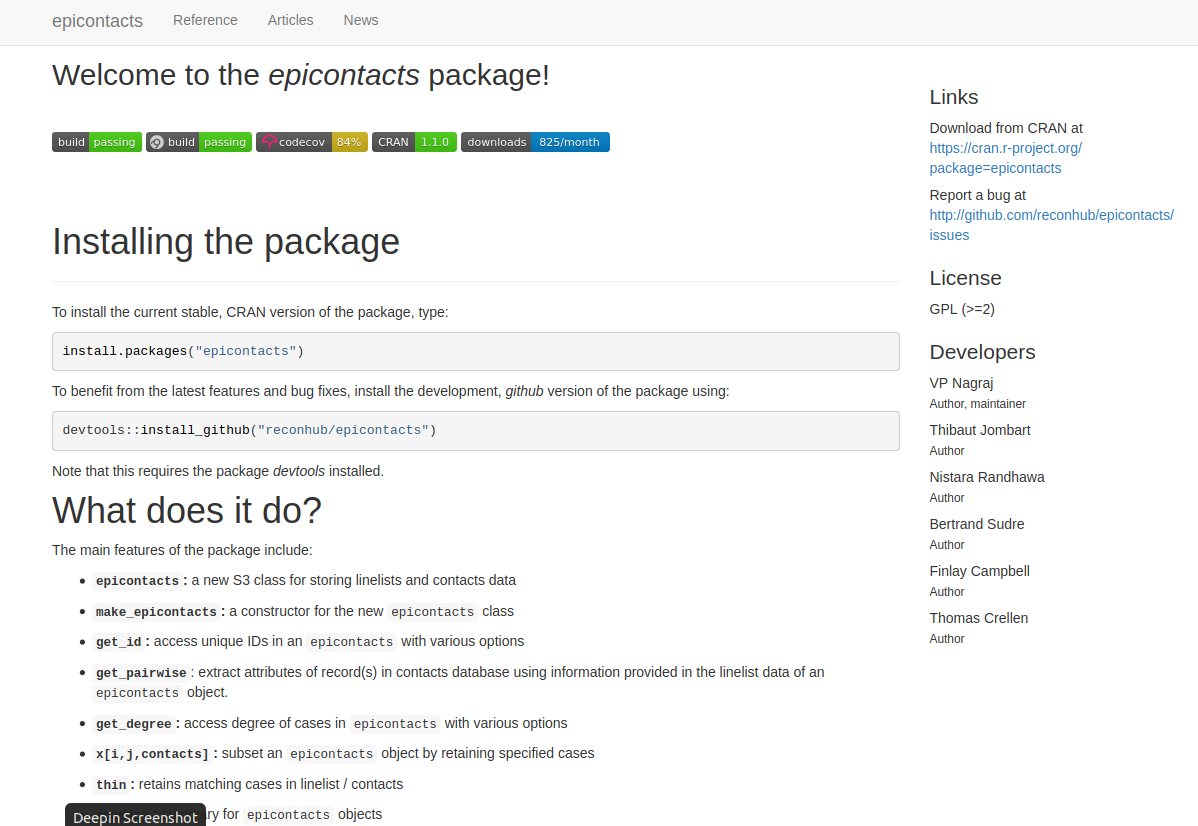 epicontacts Reference Articles News
Welcome to the epicontacts package!
build passing build passing codecov 84% CRAN 1.1.0 downloads 825/month
Installing the package
To install the current stable, CRAN version of the package, type:
install.packages("epicontacts")
To benefit from the latest features and bug fixes, install the development, github version of the package using:
devtools::install_github("reconhub/epicontacts")
Note that this requires the package devtools installed.
What does it do?
The main features of the package include:
• epicontacts : a new S3 class for storing linelists and contacts data
• make_epicontacts : a constructor for the new epicontacts class
• get_id : access unique IDs in an epicontacts with various options
• get_pairwise : extract attributes of record(s) in contacts database using information provided in the linelist data of an
epicontacts object.
• get_degree : access degree of cases in epicontacts with various options
• x[i,j,contacts] : subset an epicontacts object by retaining specified cases
• thin : retains matching cases in linelist / contacts
for epicontacts objects
Deepin Screenshot
Links
Download from CRAN at
https://cran.r-project.org/
package=epicontacts
Report a bug at
http://github.com/reconhub/epicontacts/
issues
License
GPL (>=2)
Developers
VP Nagraj
Author, maintainer
Thibaut Jombart
Author
Nistara Randhawa
Author
Bertrand Sudre
Author
Finlay Campbell
Author
Thomas Crellen
Author